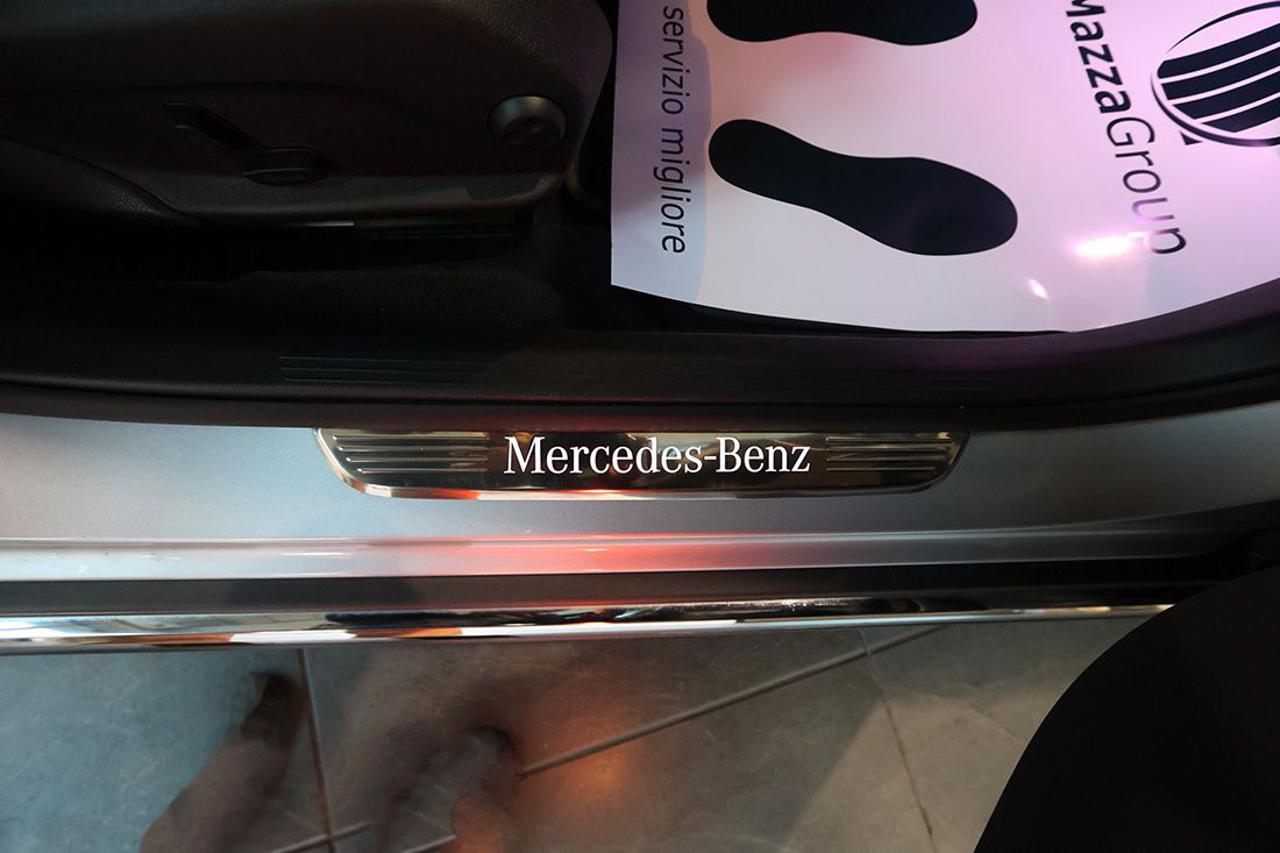 servizio migliore
MazzaGroup
Mercedes-Benz